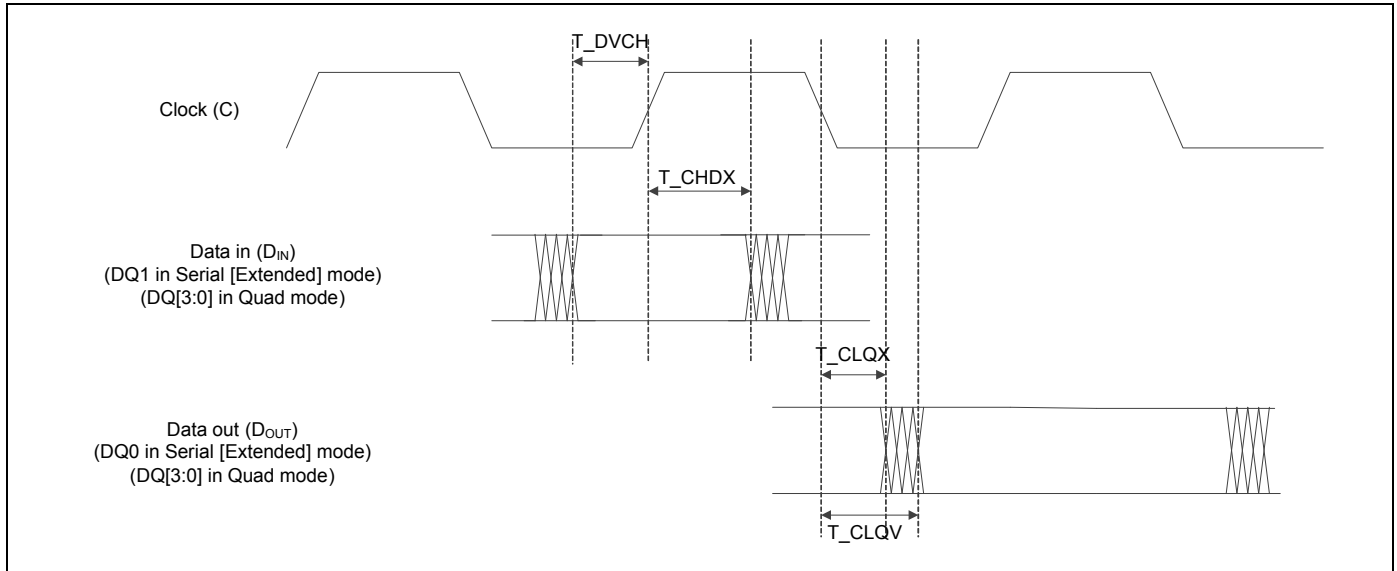 T_DVCH
Clock (C)
T_CHDX
Data in (DIN)
(DQ1 in Serial [Extended] mode)
(DQ[3:0] in Quad mode)
T_CLQX
Data out (DOUT)
(DQ0 in Serial [Extended] mode)
(DQ[3:0] in Quad mode)
T_CLQV